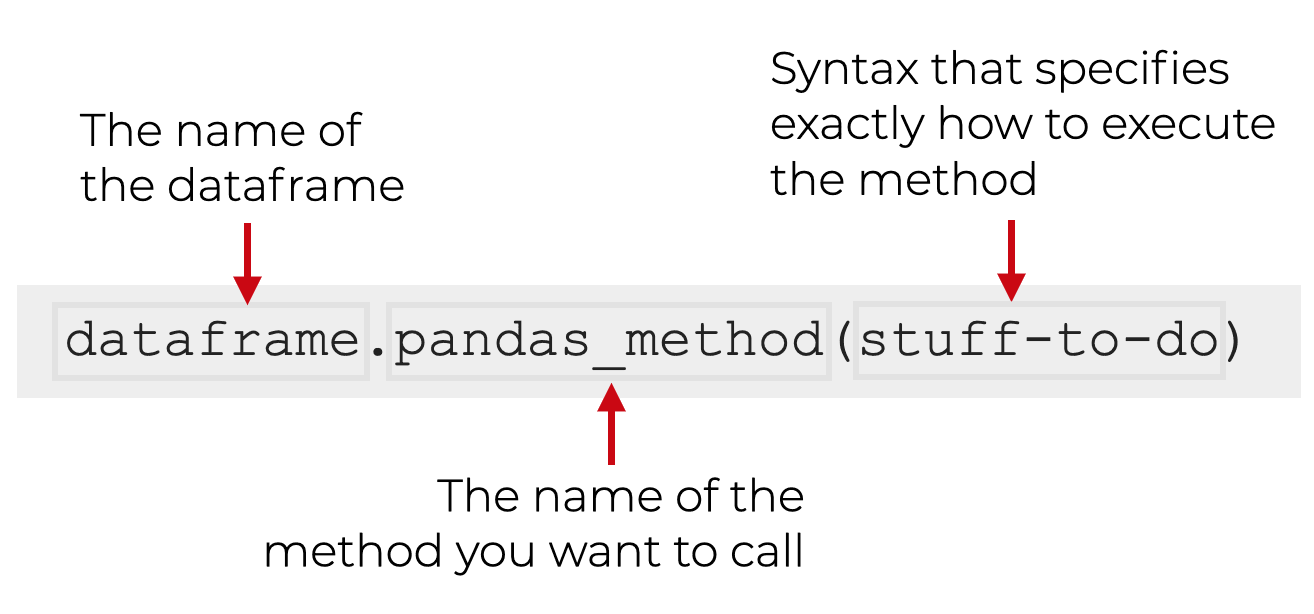 The name of
the dataframe
Syntax that specifies
exactly how to execute
the method
dataframe.pandas_method(stuff-to-do)
The name of the
method you want to call